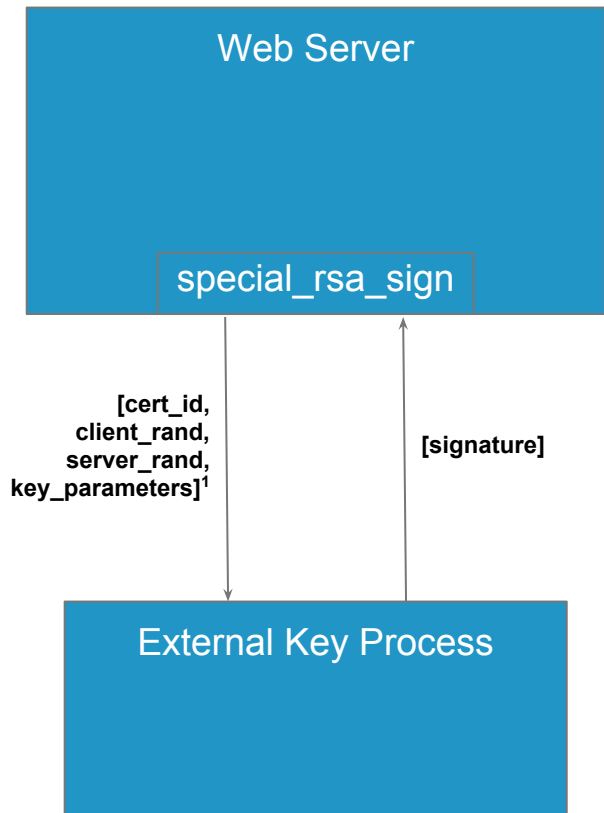 Web Server
special_rsa_sign
[cert_id,
client_rand,
server_rand,
key_parameters]¹
[signature]
External Key Process